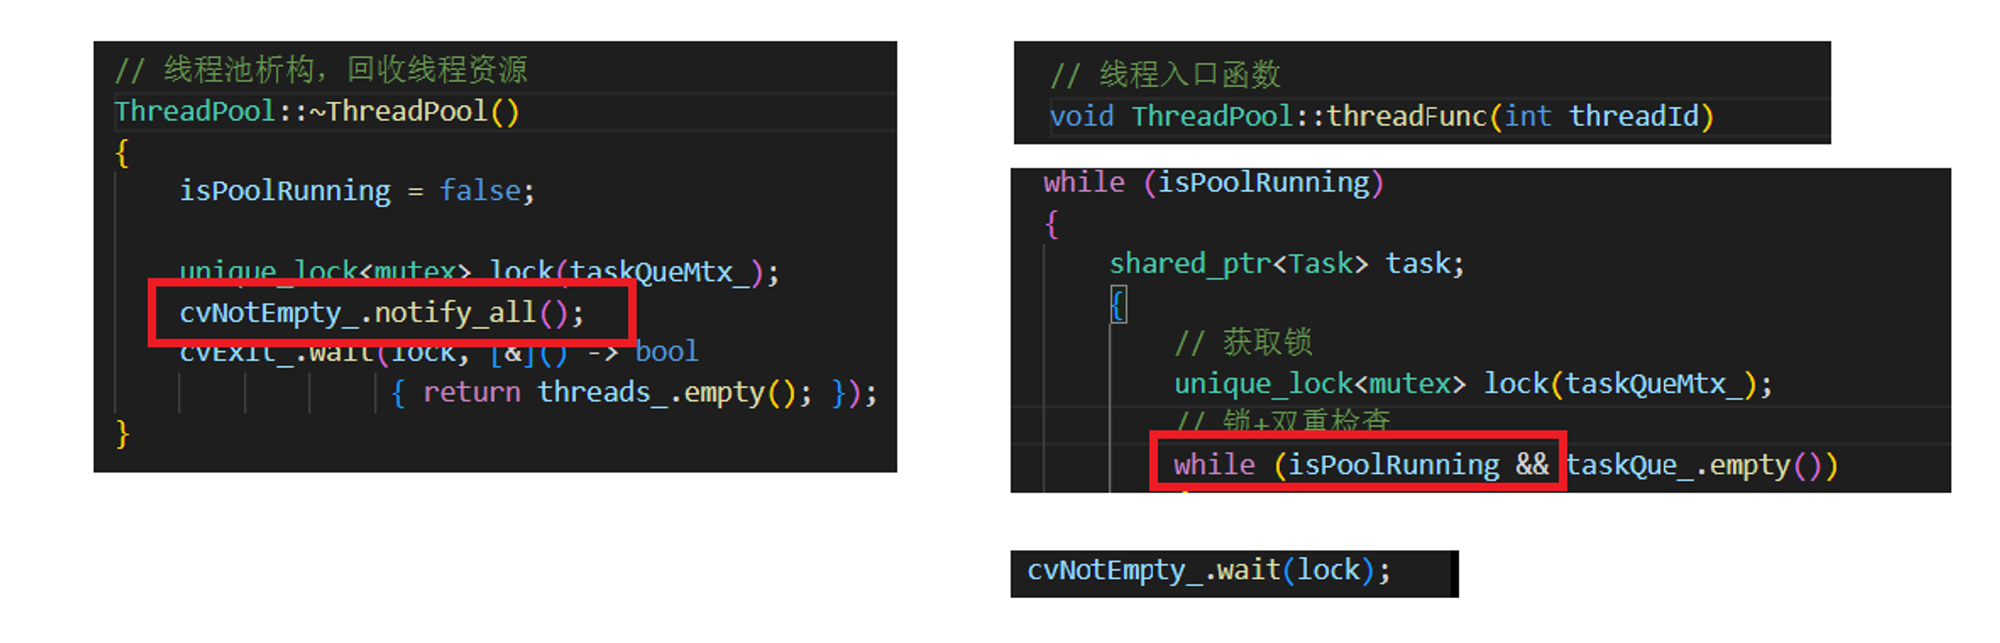 // 线程池析构，回收线程资源
ThreadPool::~ThreadPool()
{
isPoolRunning = false;
unique_lock<mutex> lock(taskQueMtx_);
cvNotEmpty_.notify_all();
cvExit_.wait(lock, [&]() -> bool
{ return threads_.empty(); });
}
// 线程入口函数
void ThreadPool::threadFunc(int threadId)
while (isPoolRunning)
{
shared_ptr<Task> task;
{
// 获取锁
unique_lock<mutex> lock(taskQueMtx_);
// 锁+双重检查
while (isPoolRunning && taskQue_.empty())
cvNotEmpty_.wait(lock);